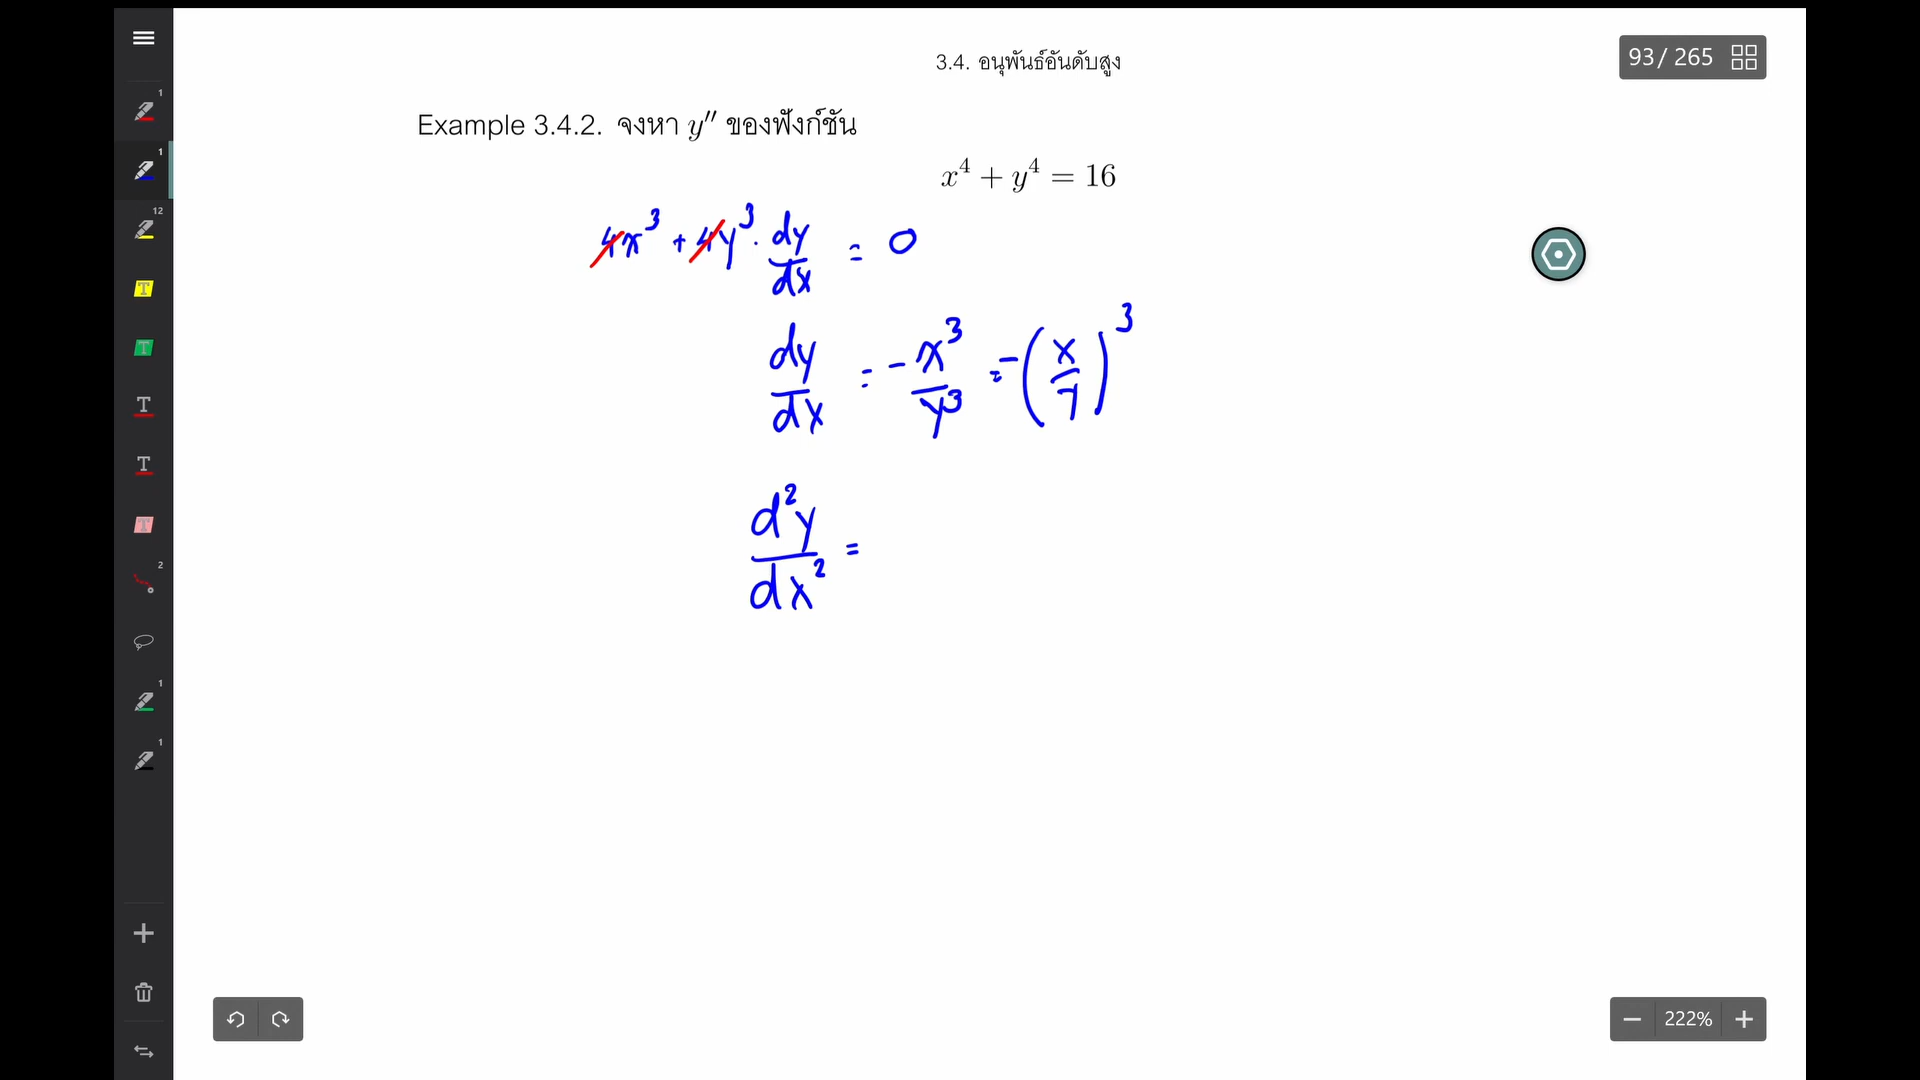 3.4. อนุพันธ์อันดับสูง
93 / 265
Example 3.4.2. จงหา y′′ ของฟังก์ชัน
x⁴ + y⁴ = 16
4x³ + 4y³ · dy/dx = 0
dy/dx = - x³/y³ = -(x/y)³
d²y/dx² =
222%